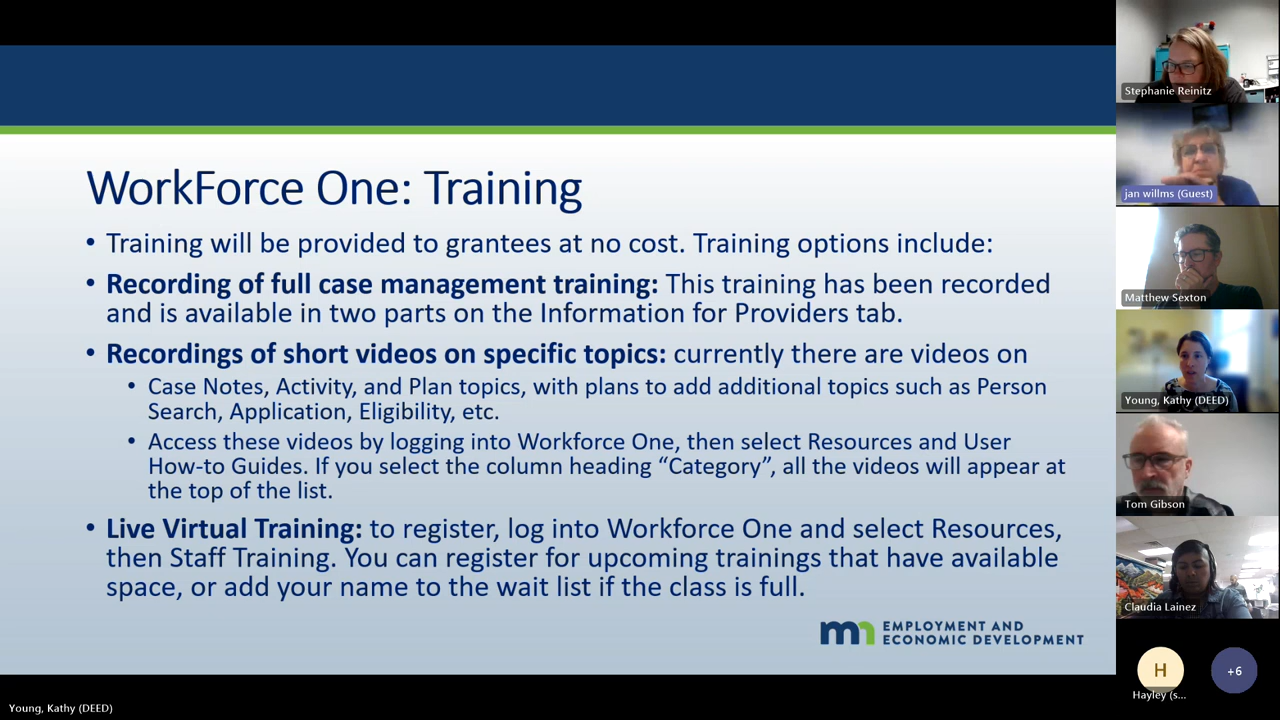 WorkForce One: Training
• Training will be provided to grantees at no cost. Training options include:
• Recording of full case management training: This training has been recorded
and is available in two parts on the Information for Providers tab.
• Recordings of short videos on specific topics: currently there are videos on
• Case Notes, Activity, and Plan topics, with plans to add additional topics such as Person
Search, Application, Eligibility, etc.
• Access these videos by logging into Workforce One, then select Resources and User
How-to Guides. If you select the column heading “Category”, all the videos will appear at
the top of the list.
• Live Virtual Training: to register, log into Workforce One and select Resources,
then Staff Training. You can register for upcoming trainings that have available
space, or add your name to the wait list if the class is full.
mn EMPLOYMENT AND
ECONOMIC DEVELOPMENT
Young, Kathy (DEED)
Stephanie Reinitz
jan willms (Guest)
Matthew Sexton
Young, Kathy (DEED)
Tom Gibson
Claudia Lainez
H
+6
Hayley (s...